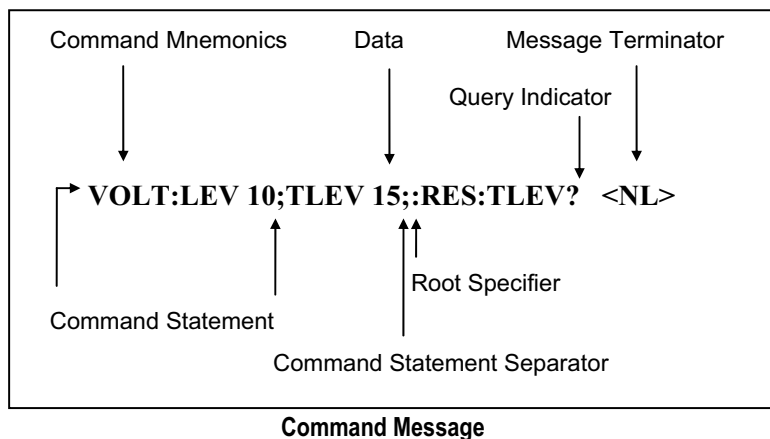 Command Mnemonics Data Message Terminator
Query Indicator
VOLT:LEV 10;TLEV 15;:RES:TLEV? <NL>
Root Specifier
Command Statement
Command Statement Separator
Command Message